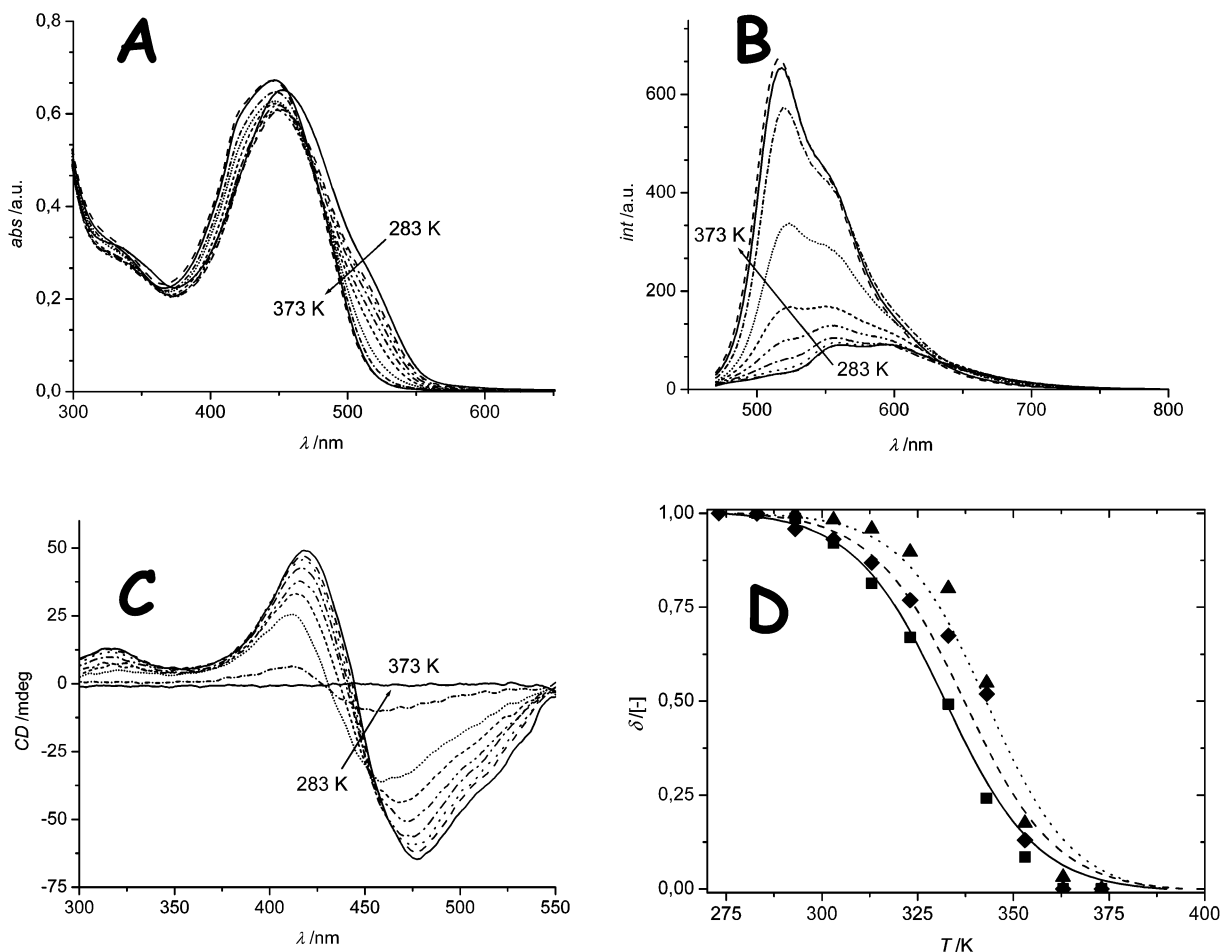 A
0,8
0,6
0,4
0,2
0,0
abs /a.u.
283 K
373 K
300
400
500
600
λ /nm
B
600
400
200
0
int /a.u.
373 K
283 K
500
600
700
800
λ /nm
C
50
25
0
-25
-50
-75
CD /mdeg
373 K
283 K
300
350
400
450
500
550
λ /nm
D
1,00
0,75
0,50
0,25
0,00
δ /[-]
275
300
325
350
375
400
T /K